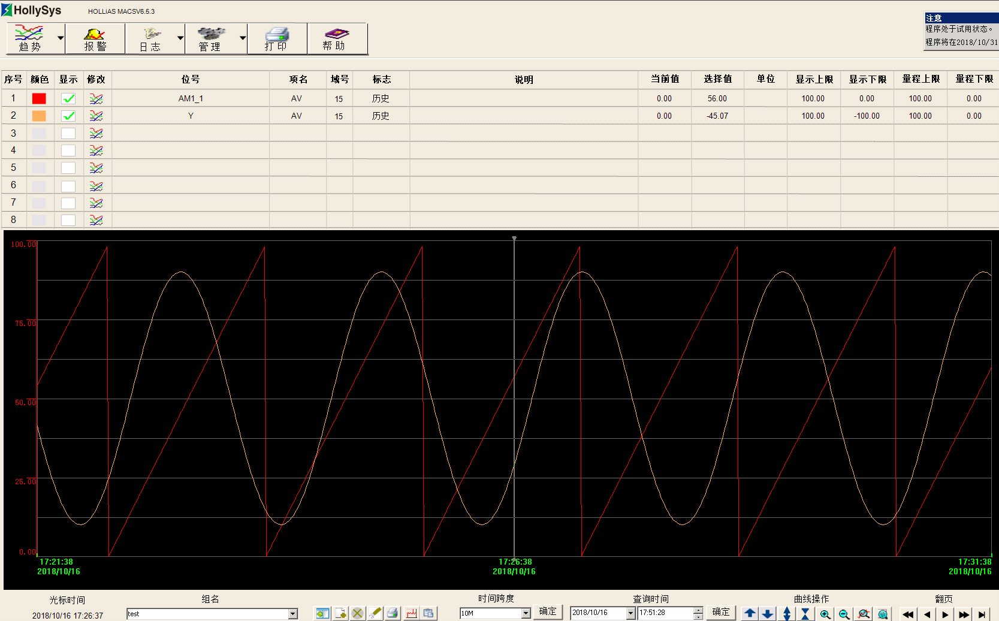 HollySys
HOLLiAS MACSV6.5.3
注意
程序处于试用状态。
程序将在2018/10/31
趋势 报警 日志 管理 打印 帮助
序号 颜色 显示 修改 位号 项名 域号 标志 说明 当前值 选择值 单位 显示上限 显示下限 量程上限 量程下限
1 AM1_1 AV 15 历史 0.00 56.00 100.00 0.00 100.00 0.00
2 Y AV 15 历史 0.00 -45.07 100.00 -100.00 100.00 0.00
3
4
5
6
7
8
100.00
75.00
50.00
25.00
0.00
17:21:38 17:26:38 17:31:38
2018/10/16 2018/10/16 2018/10/16
光标时间 组名 时间跨度 查询时间 曲线操作 翻页
2018/10/16 17:26:37 test 10M 确定 2018/10/16 17:51:28 确定